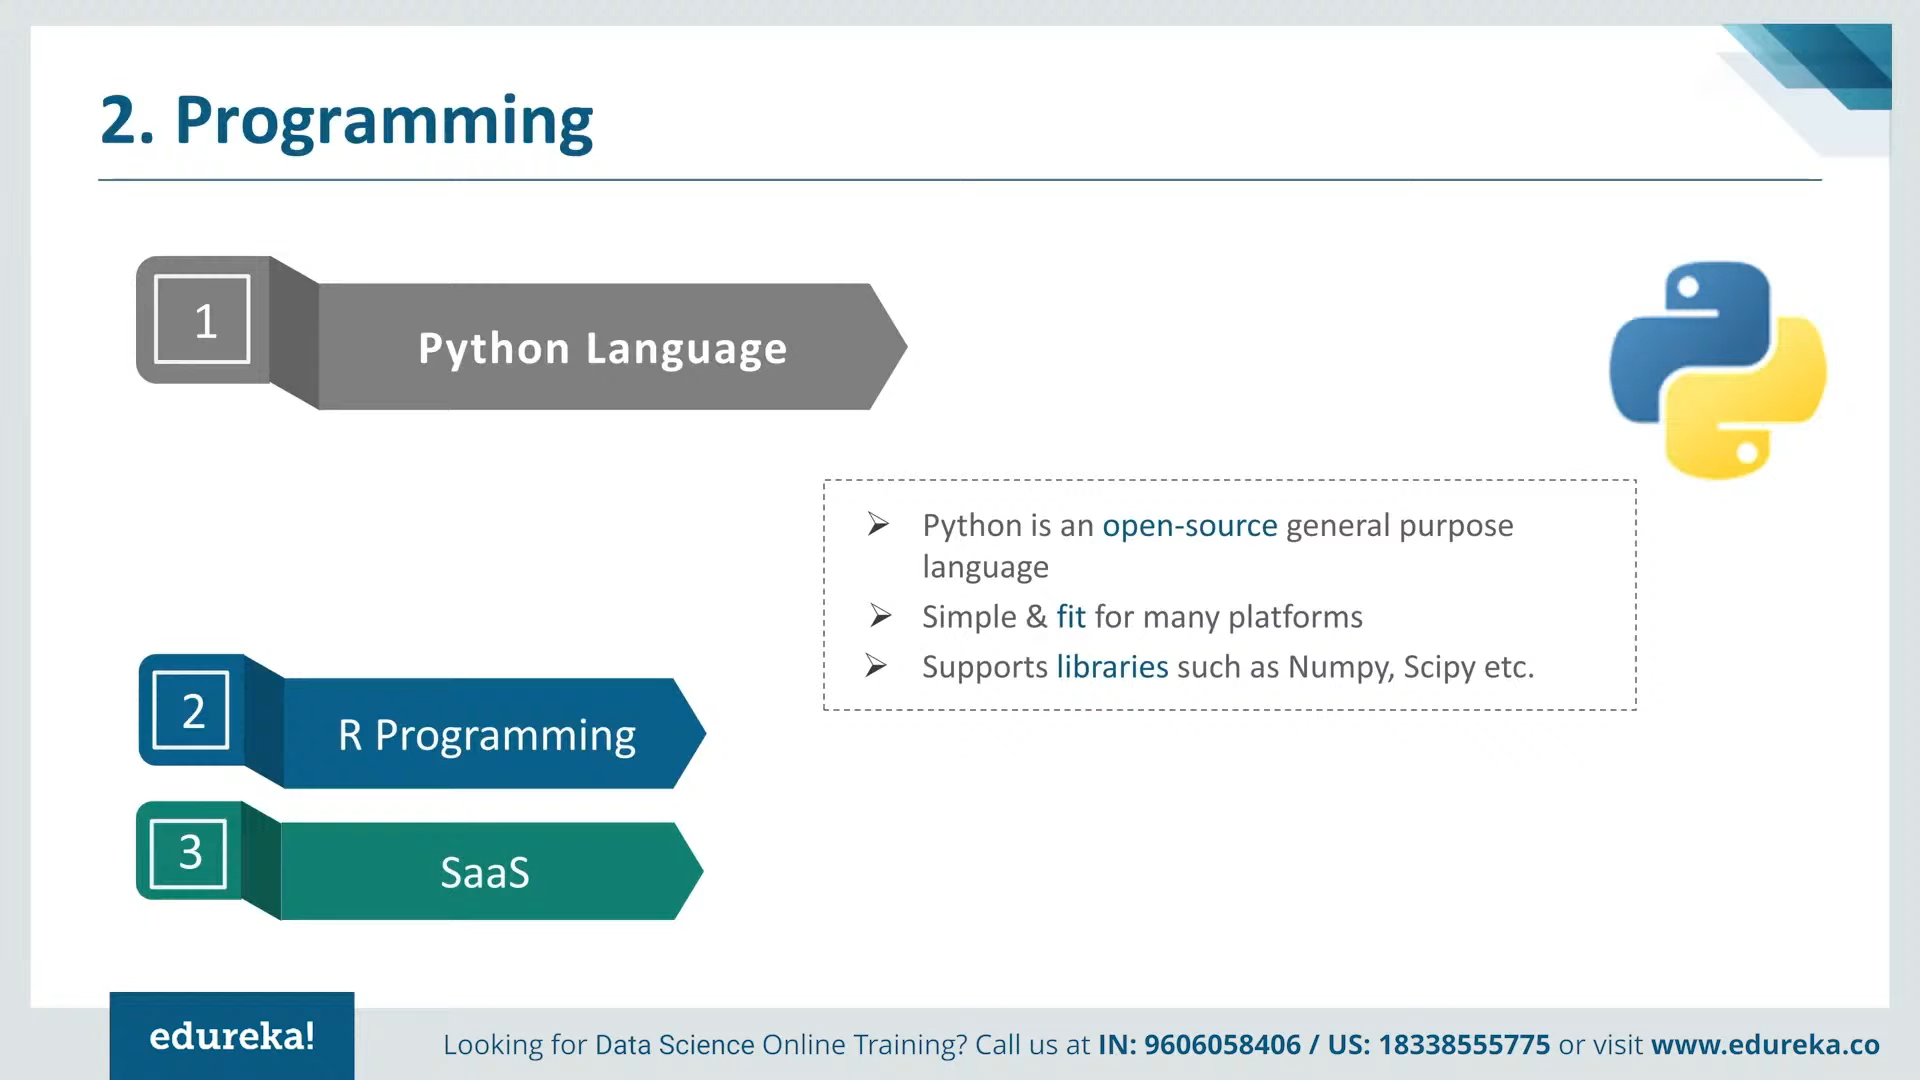 2. Programming
1
Python Language
➢ Python is an open-source general purpose
language
➢ Simple & fit for many platforms
➢ Supports libraries such as Numpy, Scipy etc.
2
R Programming
3
SaaS
edureka!
Looking for Data Science Online Training? Call us at IN: 9606058406 / US: 18338555775 or visit www.edureka.co